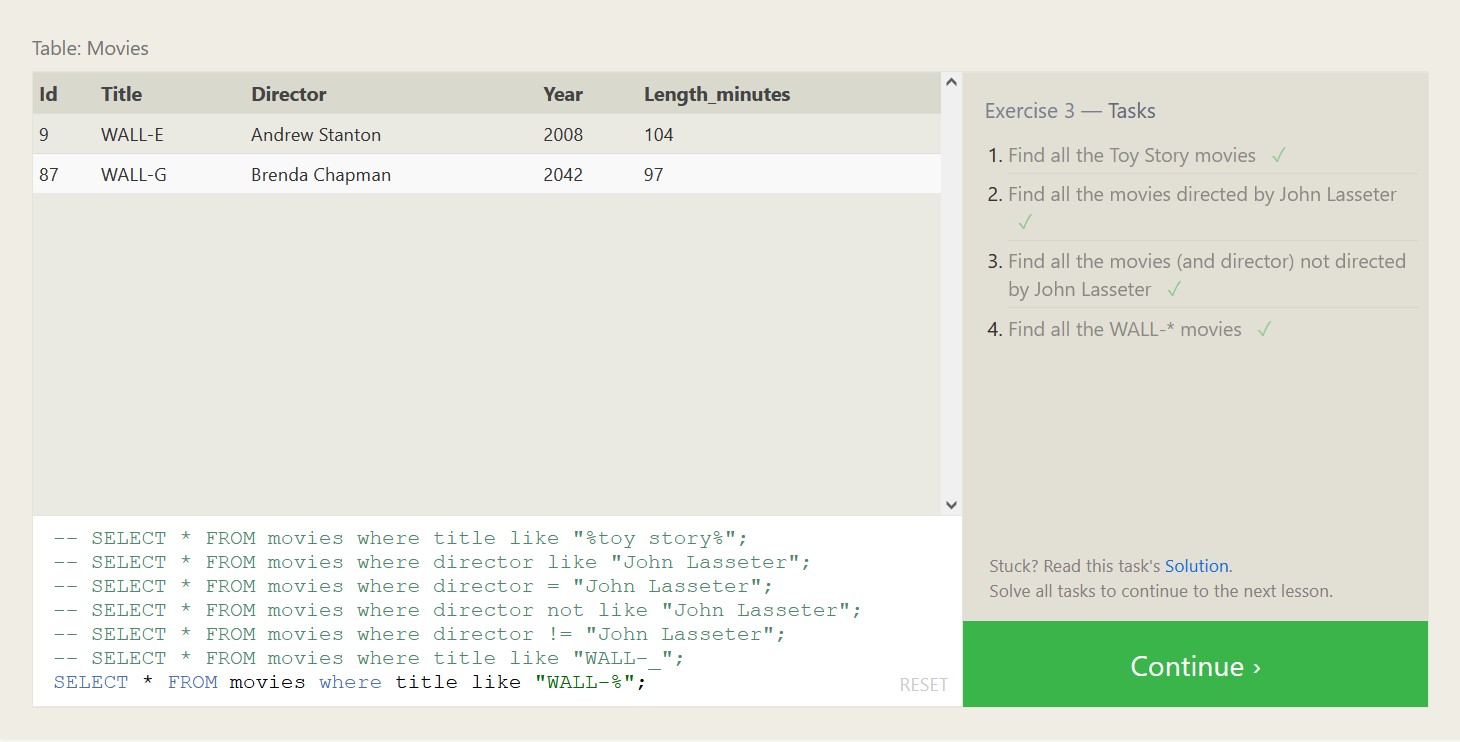 Table: Movies
Id Title Director Year Length_minutes
9 WALL-E Andrew Stanton 2008 104
87 WALL-G Brenda Chapman 2042 97
-- SELECT * FROM movies where title like "%toy story%";
-- SELECT * FROM movies where director like "John Lasseter";
-- SELECT * FROM movies where director = "John Lasseter";
-- SELECT * FROM movies where director not like "John Lasseter";
-- SELECT * FROM movies where director != "John Lasseter";
-- SELECT * FROM movies where title like "WALL-_";
SELECT * FROM movies where title like "WALL-%";
RESET
Exercise 3 — Tasks
1. Find all the Toy Story movies ✓
2. Find all the movies directed by John Lasseter
✓
3. Find all the movies (and director) not directed
by John Lasseter ✓
4. Find all the WALL-* movies ✓
Stuck? Read this task's Solution.
Solve all tasks to continue to the next lesson.
Continue ›